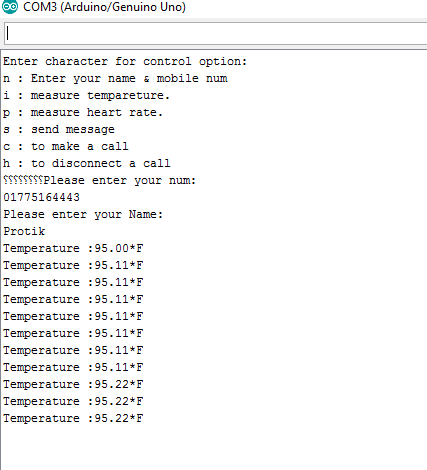 COM3 (Arduino/Genuino Uno)
Enter character for control option:
n : Enter your name & mobile num
i : measure tempareture.
p : measure heart rate.
s : send message
c : to make a call
h : to disconnect a call
⸮⸮⸮⸮⸮⸮⸮⸮Please enter your num:
01775164443
Please enter your Name:
Protik
Temperature :95.00*F
Temperature :95.11*F
Temperature :95.11*F
Temperature :95.11*F
Temperature :95.11*F
Temperature :95.11*F
Temperature :95.11*F
Temperature :95.11*F
Temperature :95.22*F
Temperature :95.22*F
Temperature :95.22*F